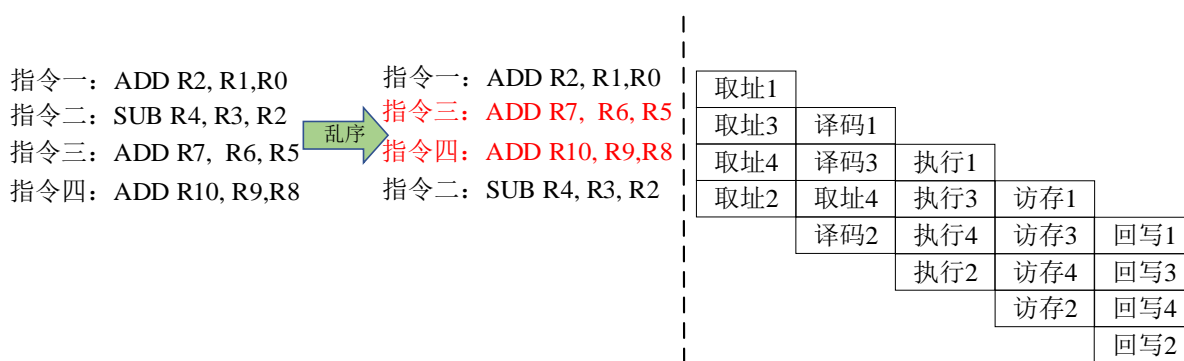 指令一：ADD R2, R1,R0
指令二：SUB R4, R3, R2
指令三：ADD R7, R6, R5
指令四：ADD R10, R9,R8
乱序
指令一：ADD R2, R1,R0
指令三：ADD R7, R6, R5
指令四：ADD R10, R9,R8
指令二：SUB R4, R3, R2
取址1
取址3 译码1
取址4 译码3 执行1
取址2 取址4 执行3 访存1
译码2 执行4 访存3 回写1
执行2 访存4 回写3
访存2 回写4
回写2